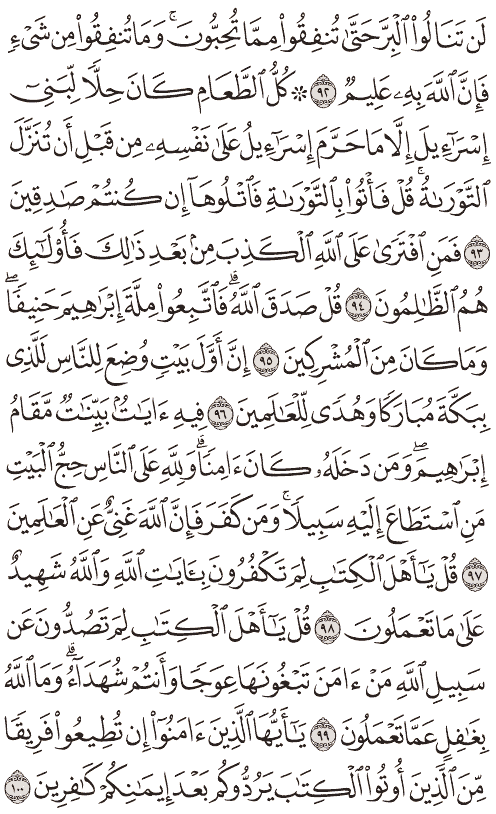 لَن تَنَالُوا۟ ٱلْبِرَّ حَتَّىٰ تُنفِقُوا۟ مِمَّا تُحِبُّونَ ۚ وَمَا تُنفِقُوا۟ مِن شَىْءٍ
فَإِنَّ ٱللَّهَ بِهِۦ عَلِيمٌ ٩٢ ۞ كُلُّ ٱلطَّعَامِ كَانَ حِلًّا لِّبَنِىٓ
إِسْرَٰٓءِيلَ إِلَّا مَا حَرَّمَ إِسْرَٰٓءِيلُ عَلَىٰ نَفْسِهِۦ مِن قَبْلِ أَن تُنَزَّلَ
ٱلتَّوْرَىٰةُ ۗ قُلْ فَأْتُوا۟ بِٱلتَّوْرَىٰةِ فَٱتْلُوهَآ إِن كُنتُمْ صَٰدِقِينَ
٩٣ فَمَنِ ٱفْتَرَىٰ عَلَى ٱللَّهِ ٱلْكَذِبَ مِنۢ بَعْدِ ذَٰلِكَ فَأُو۟لَٰٓئِكَ
هُمُ ٱلظَّٰلِمُونَ ٩٤ قُلْ صَدَقَ ٱللَّهُ ۗ فَٱتَّبِعُوا۟ مِلَّةَ إِبْرَٰهِيمَ حَنِيفًا ۖ
وَمَا كَانَ مِنَ ٱلْمُشْرِكِينَ ٩٥ إِنَّ أَوَّلَ بَيْتٍ وُضِعَ لِلنَّاسِ لَلَّذِى
بِبَكَّةَ مُبَارَكًا وَهُدًى لِّلْعَٰلَمِينَ ٩٦ فِيهِ ءَايَٰتٌۢ بَيِّنَٰتٌ مَّقَامُ
إِبْرَٰهِيمَ ۖ وَمَن دَخَلَهُۥ كَانَ ءَامِنًا ۗ وَلِلَّهِ عَلَى ٱلنَّاسِ حِجُّ ٱلْبَيْتِ
مَنِ ٱسْتَطَاعَ إِلَيْهِ سَبِيلًا ۚ وَمَن كَفَرَ فَإِنَّ ٱللَّهَ غَنِىٌّ عَنِ ٱلْعَٰلَمِينَ
٩٧ قُلْ يَٰٓأَهْلَ ٱلْكِتَٰبِ لِمَ تَكْفُرُونَ بِـَٔايَٰتِ ٱللَّهِ وَٱللَّهُ شَهِيدٌ
عَلَىٰ مَا تَعْمَلُونَ ٩٨ قُلْ يَٰٓأَهْلَ ٱلْكِتَٰبِ لِمَ تَصُدُّونَ عَن
سَبِيلِ ٱللَّهِ مَنْ ءَامَنَ تَبْغُونَهَا عِوَجًا وَأَنتُمْ شُهَدَآءُ ۗ وَمَا ٱللَّهُ
بِغَٰفِلٍ عَمَّا تَعْمَلُونَ ٩٩ يَٰٓأَيُّهَا ٱلَّذِينَ ءَامَنُوٓا۟ إِن تُطِيعُوا۟ فَرِيقًا
مِّنَ ٱلَّذِينَ أُوتُوا۟ ٱلْكِتَٰبَ يَرُدُّوكُم بَعْدَ إِيمَٰنِكُمْ كَٰفِرِينَ ١٠٠